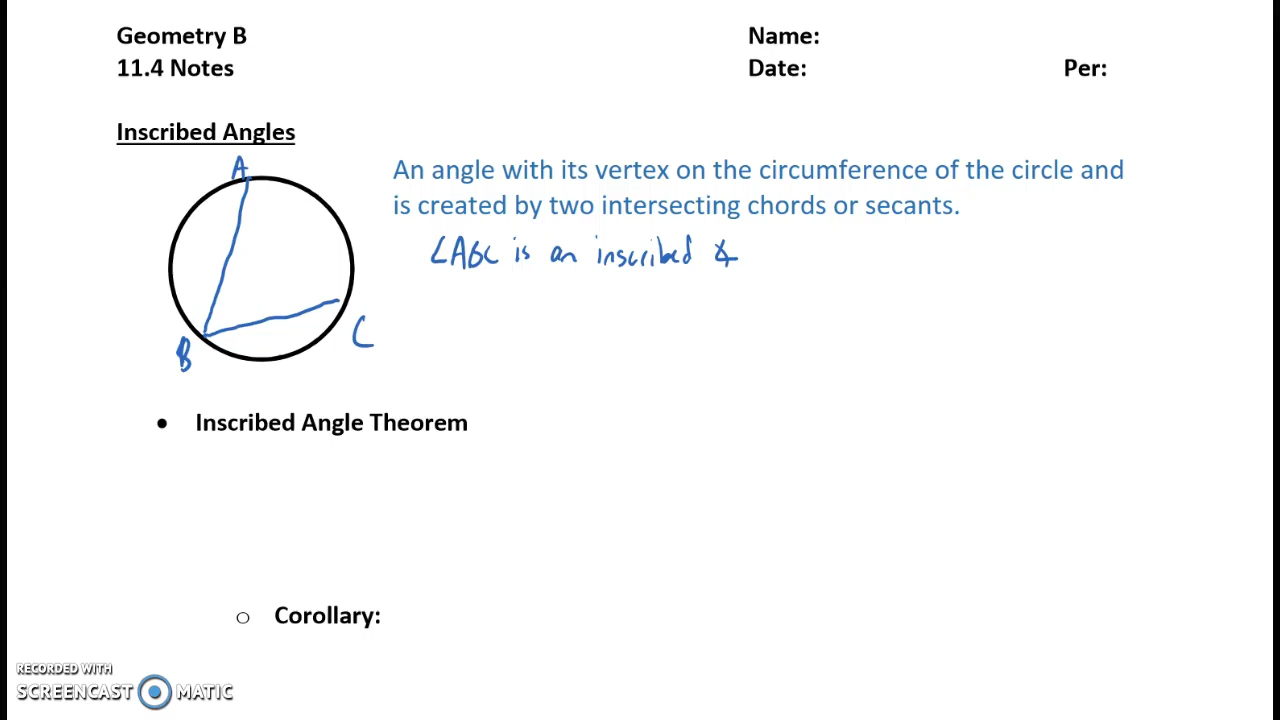 Geometry B
Name:
11.4 Notes
Date:
Per:
Inscribed Angles
A
An angle with its vertex on the circumference of the circle and
is created by two intersecting chords or secants.
∠ABC is an inscribed ∡
B
C
• Inscribed Angle Theorem
o Corollary:
RECORDED WITH
SCREENCAST MATIC